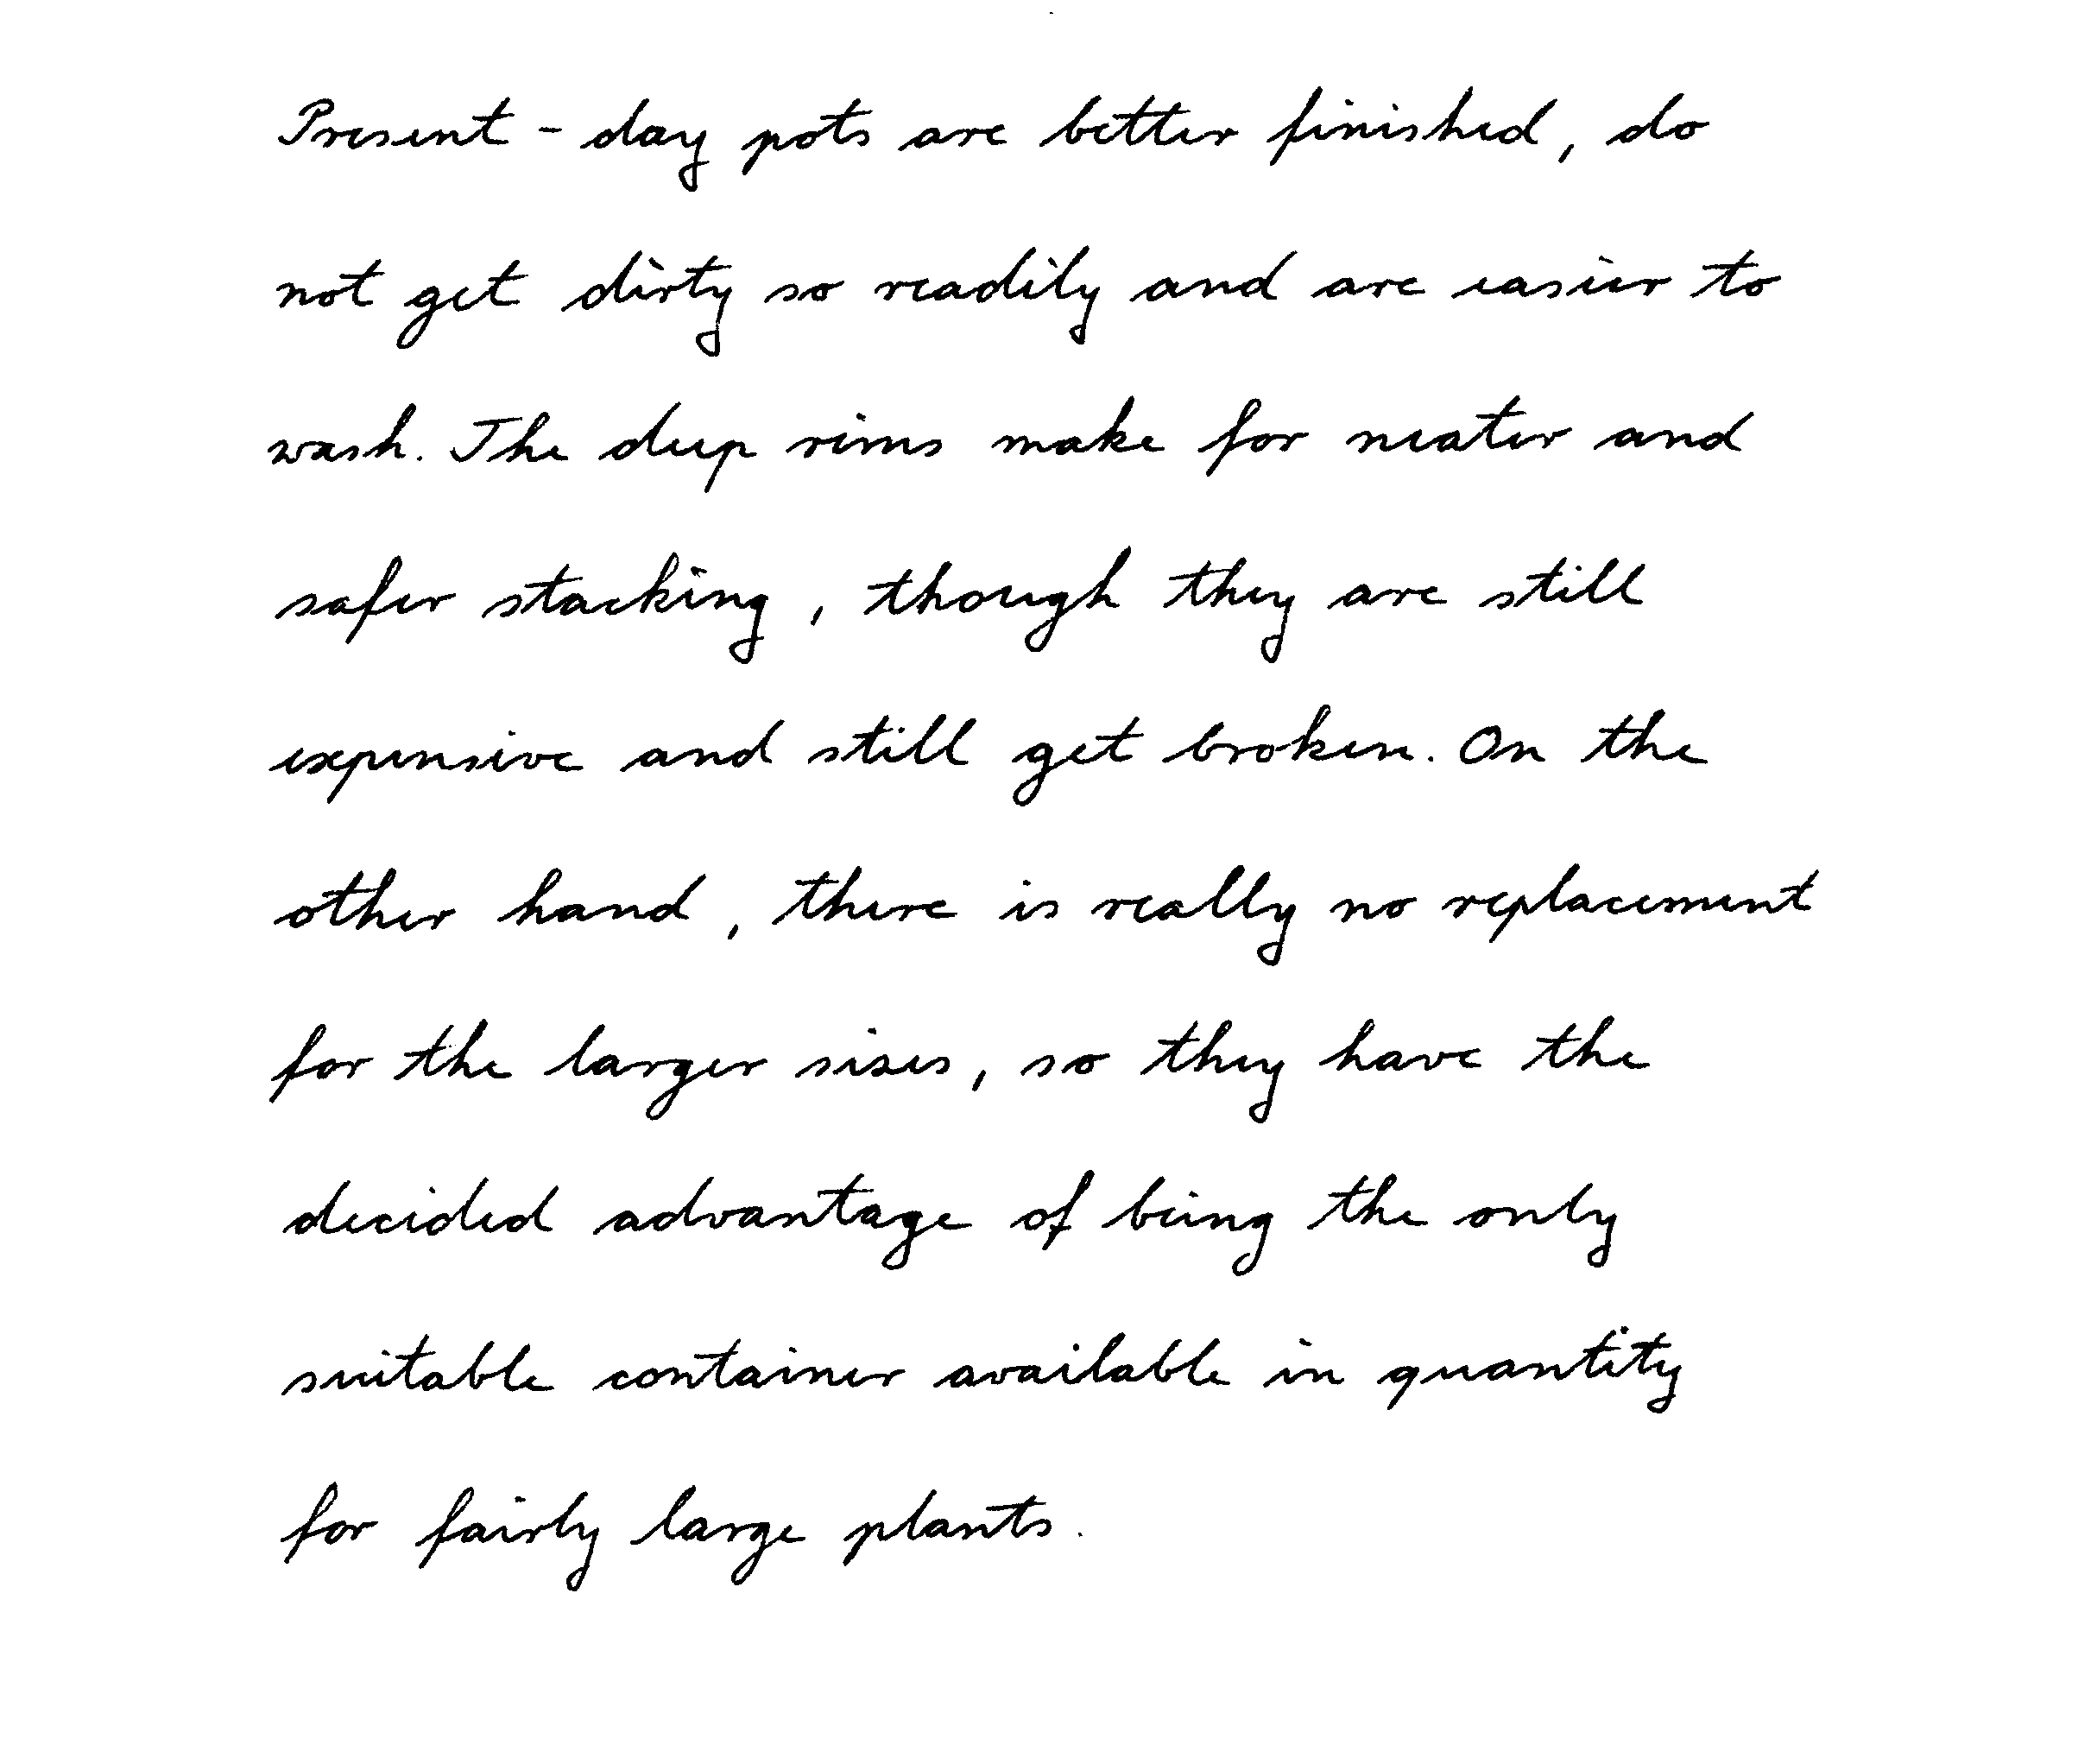 Present-day pots are better finished, do
not get dirty so readily and are easier to
wash. The deep rims make for neater and
safer stacking, though they are still
expensive and still get broken. On the
other hand, there is really no replacement
for the larger sizes, so they have the
decided advantage of being the only
suitable container available in quantity
for fairly large plants.